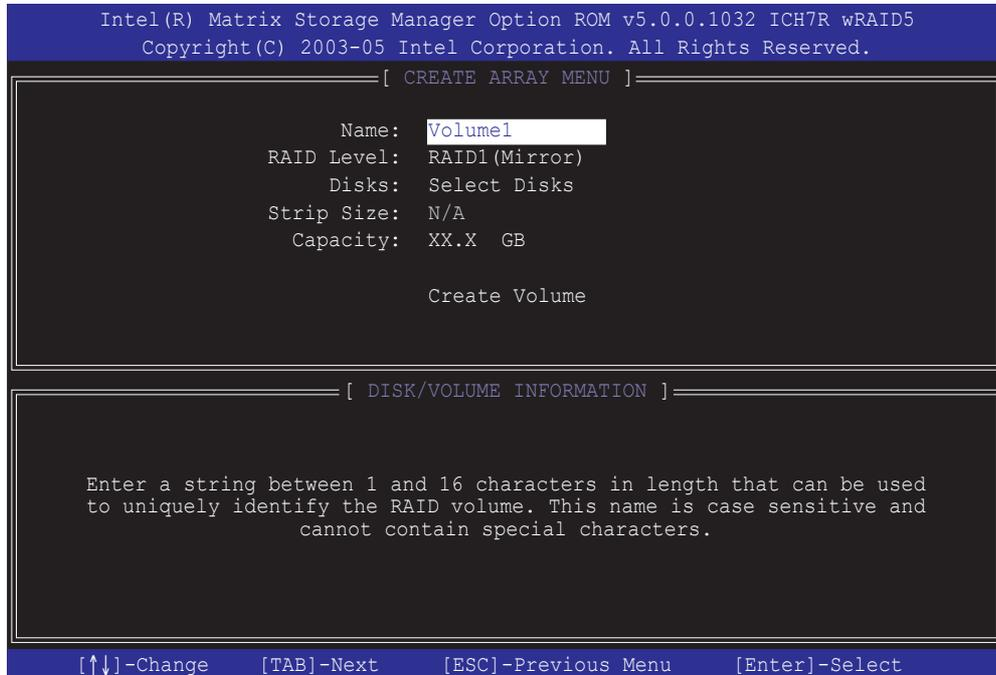 Intel(R) Matrix Storage Manager Option ROM v5.0.0.1032 ICH7R wRAID5
Copyright(C) 2003-05 Intel Corporation. All Rights Reserved.
[ CREATE ARRAY MENU ]
Name: Volume1
RAID Level: RAID1(Mirror)
Disks: Select Disks
Strip Size: N/A
Capacity: XX.X GB
Create Volume
[ DISK/VOLUME INFORMATION ]
Enter a string between 1 and 16 characters in length that can be used
to uniquely identify the RAID volume. This name is case sensitive and
cannot contain special characters.
[↑↓]-Change [TAB]-Next [ESC]-Previous Menu [Enter]-Select